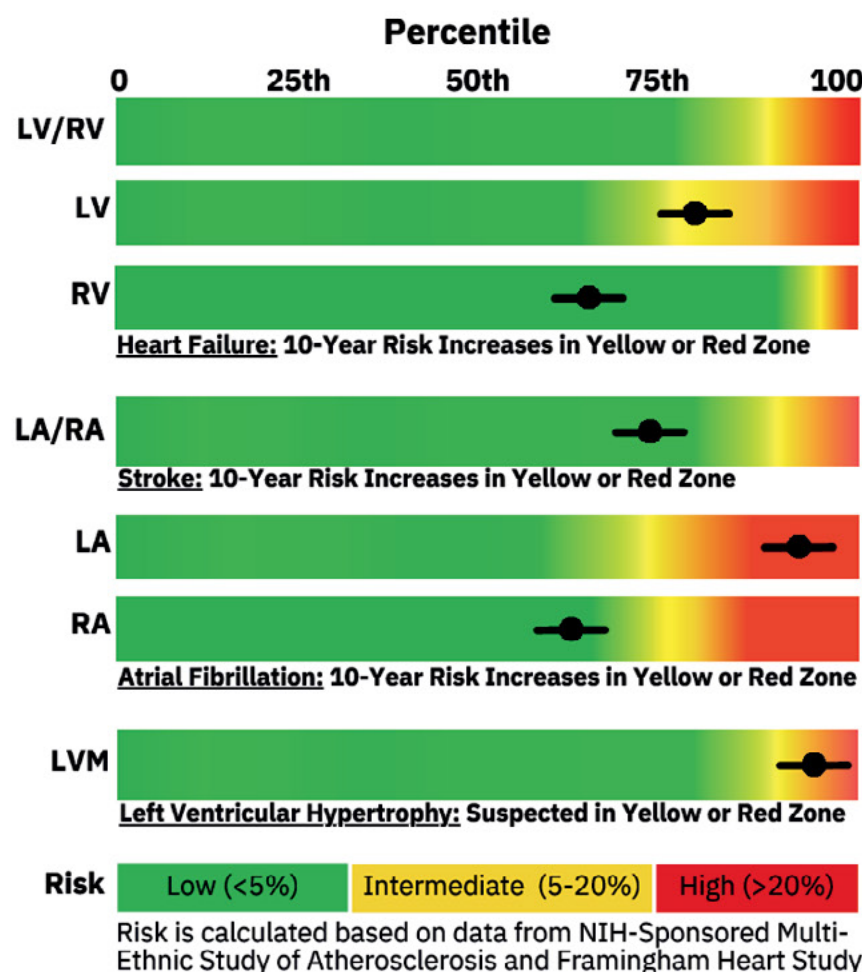 Percentile
0 25th 50th 75th 100
LV/RV
LV
RV
Heart Failure: 10-Year Risk Increases in Yellow or Red Zone
LA/RA
Stroke: 10-Year Risk Increases in Yellow or Red Zone
LA
RA
Atrial Fibrillation: 10-Year Risk Increases in Yellow or Red Zone
LVM
Left Ventricular Hypertrophy: Suspected in Yellow or Red Zone
Risk Low (<5%) Intermediate (5-20%) High (>20%)
Risk is calculated based on data from NIH-Sponsored Multi-
Ethnic Study of Atherosclerosis and Framingham Heart Study